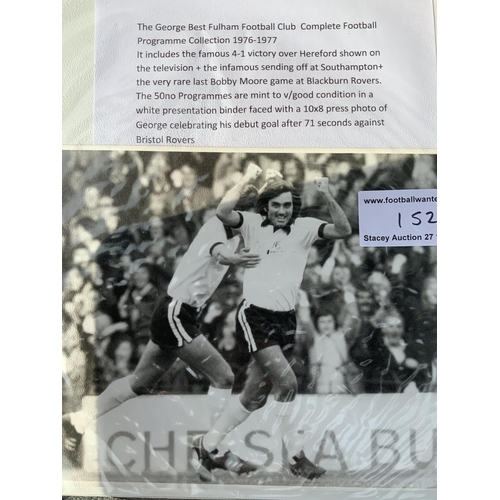 The George Best Fulham Football Club Complete Football
Programme Collection 1976-1977
It includes the famous 4-1 victory over Hereford shown on
the television + the infamous sending off at Southampton+
the very rare last Bobby Moore game at Blackburn Rovers.
The 50no Programmes are mint to v/good condition in a
white presentation binder faced with a 10x8 press photo of
George celebrating his debut goal after 71 seconds against
Bristol Rovers
www.footballwante
152
Stacey Auction 27
CHELSEA BU